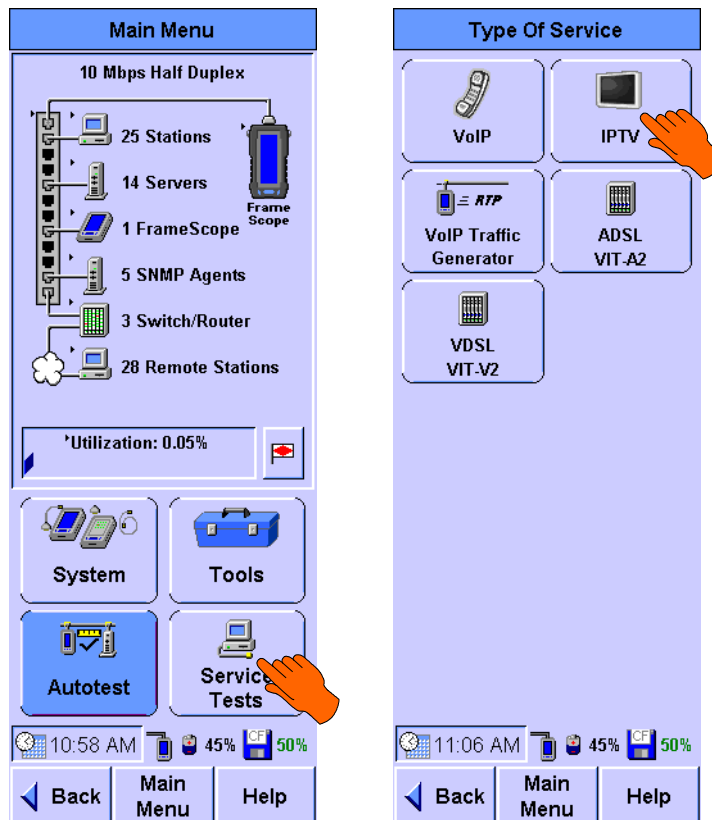 Main Menu
10 Mbps Half Duplex
25 Stations
14 Servers
Frame
Scope
1 FrameScope
5 SNMP Agents
3 Switch/Router
28 Remote Stations
Utilization: 0.05%
System
Tools
Autotest
Service
Tests
10:58 AM
45%
CF
50%
Back
Main
Menu
Help
Type Of Service
VoIP
IPTV
RTP
VoIP Traffic
Generator
ADSL
VIT-A2
VDSL
VIT-V2
11:06 AM
45%
CF
50%
Back
Main
Menu
Help